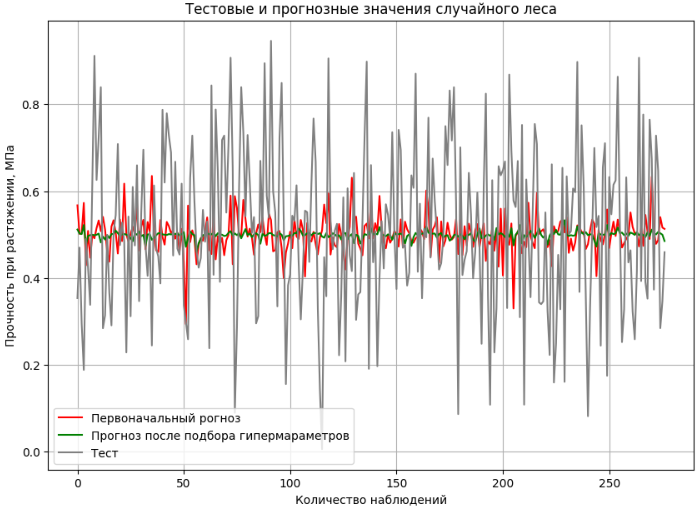 Тестовые и прогнозные значения случайного леса
Прочность при растяжении, МПа
0.8
0.6
0.4
0.2
0.0
Первоначальный рогноз
Прогноз после подбора гипермараметров
Тест
0
50
100
150
200
250
Количество наблюдений